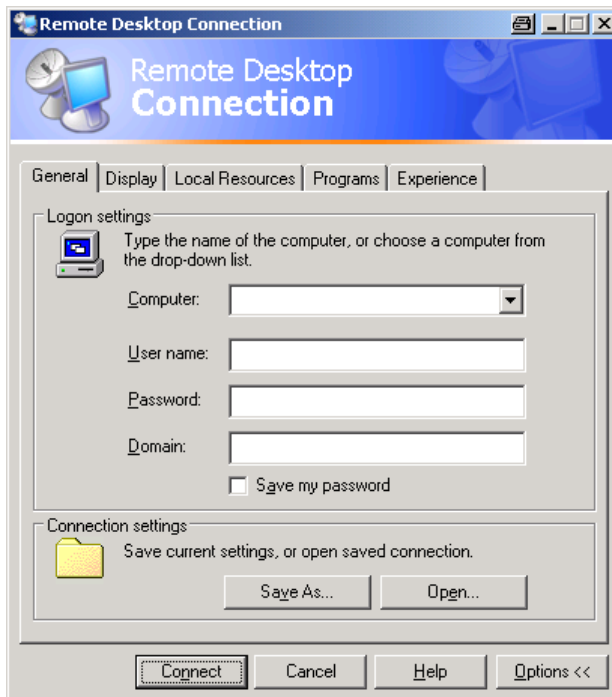 Remote Desktop Connection
Remote Desktop
Connection
General Display Local Resources Programs Experience
Logon settings
Type the name of the computer, or choose a computer from
the drop-down list.
Computer:
User name:
Password:
Domain:
Save my password
Connection settings
Save current settings, or open saved connection.
Save As... Open...
Connect Cancel Help Options <<